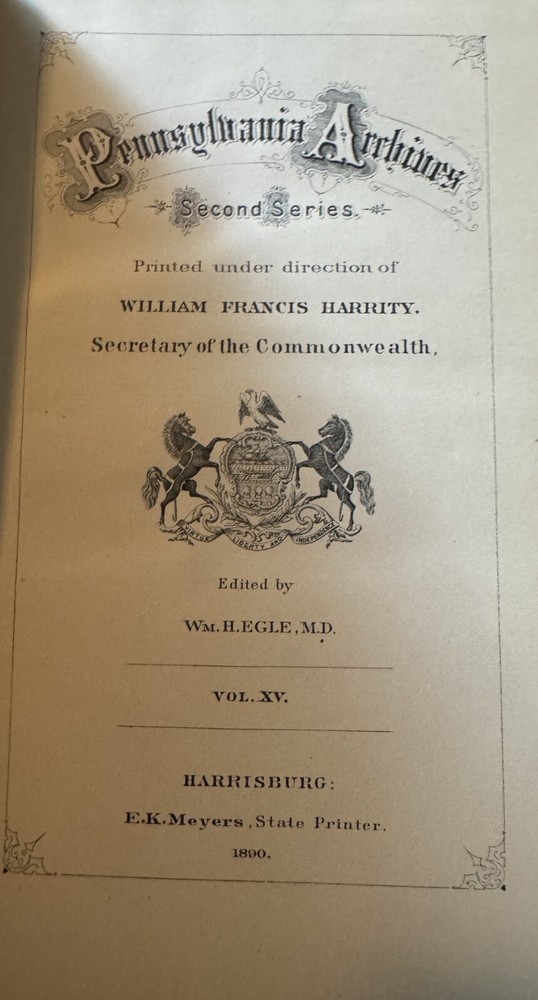 Pennsylvania Archives
Second Series.
Printed under direction of
WILLIAM FRANCIS HARRITY.
Secretary of the Commonwealth,
VIRTUE LIBERTY AND INDEPENDENCE
Edited by
WM. H. EGLE, M.D.
VOL. XV.
HARRISBURG:
E.K. Meyers, State Printer.
1890.